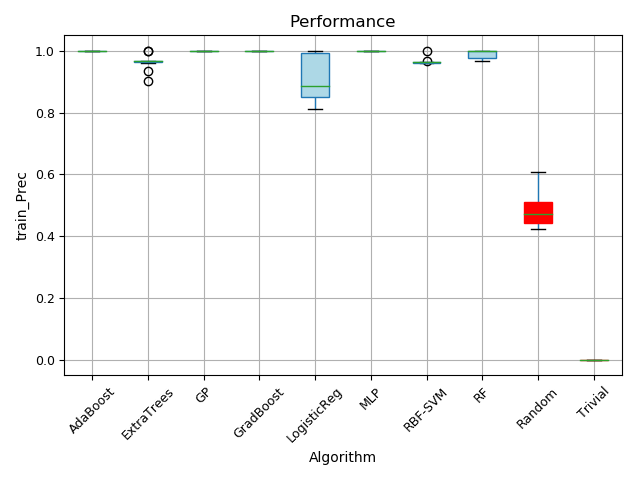 Performance
train_Prec
1.0
0.8
0.6
0.4
0.2
0.0
AdaBoost
ExtraTrees
GP
GradBoost
LogisticReg
MLP
RBF-SVM
RF
Random
Trivial
Algorithm